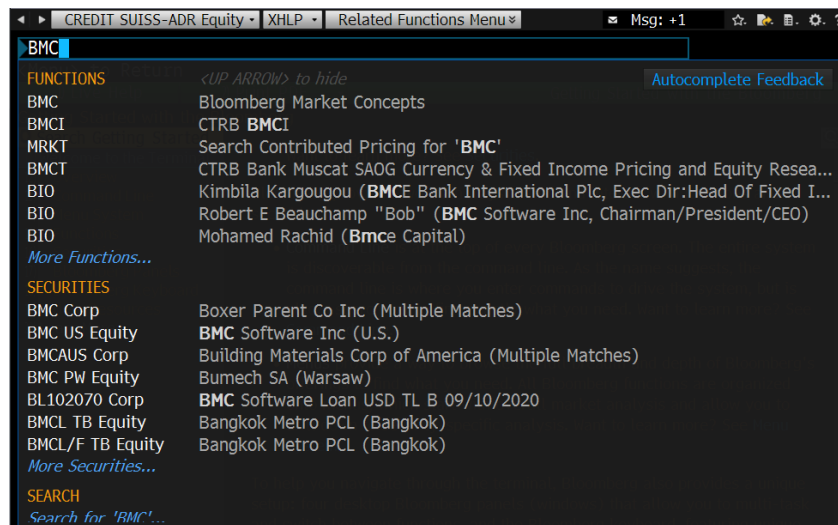 CREDIT SUISS-ADR Equity XHLP Related Functions Menu Msg: +1
BMC
FUNCTIONS <UP ARROW> to hide Autocomplete Feedback
BMC Bloomberg Market Concepts
BMCI CTRB BMCI
MRKT Search Contributed Pricing for 'BMC'
BMCT CTRB Bank Muscat SAOG Currency & Fixed Income Pricing and Equity Resea...
BIO Kimbila Kargougou (BMCE Bank International Plc, Exec Dir:Head Of Fixed I...
BIO Robert E Beauchamp "Bob" (BMC Software Inc, Chairman/President/CEO)
BIO Mohamed Rachid (Bmce Capital)
More Functions...
SECURITIES
BMC Corp Boxer Parent Co Inc (Multiple Matches)
BMC US Equity BMC Software Inc (U.S.)
BMCAUS Corp Building Materials Corp of America (Multiple Matches)
BMC PW Equity Bumech SA (Warsaw)
BL102070 Corp BMC Software Loan USD TL B 09/10/2020
BMCL TB Equity Bangkok Metro PCL (Bangkok)
BMCL/F TB Equity Bangkok Metro PCL (Bangkok)
More Securities...
SEARCH
Search for 'BMC'...